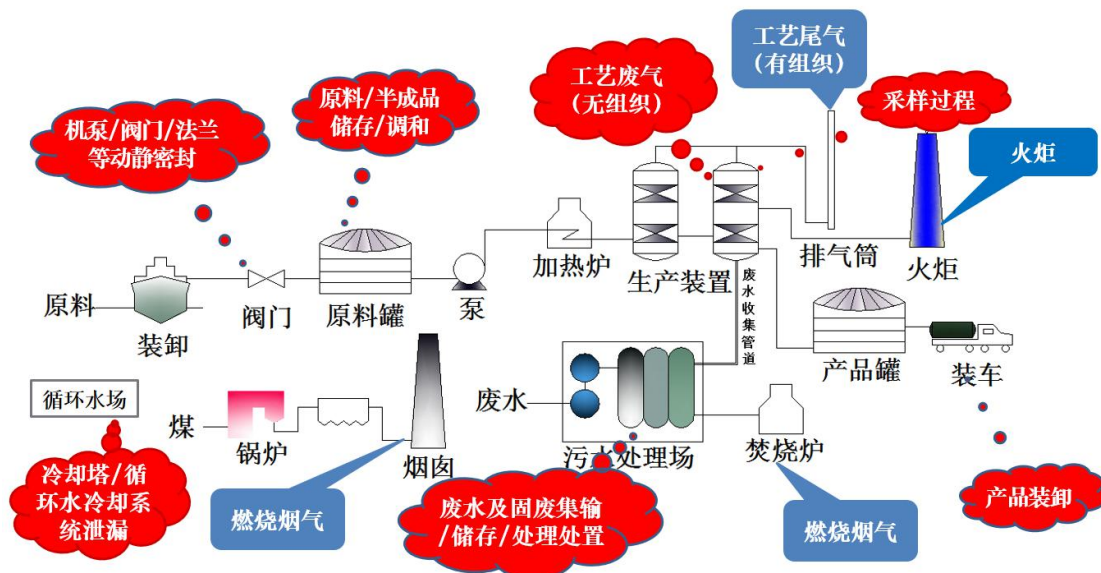 工艺尾气
（有组织）
工艺废气
（无组织）
采样过程
原料/半成品
储存/调和
机泵/阀门/法兰
等动静密封
火炬
加热炉
生产装置
排气筒
火炬
原料
装卸
阀门
原料罐
泵
废水收集管道
产品罐
装车
循环水场
煤
锅炉
烟囱
废水
污水处理场
焚烧炉
冷却塔/循
环水冷却系
统泄漏
燃烧烟气
废水及固废集输
/储存/处理处置
燃烧烟气
产品装卸